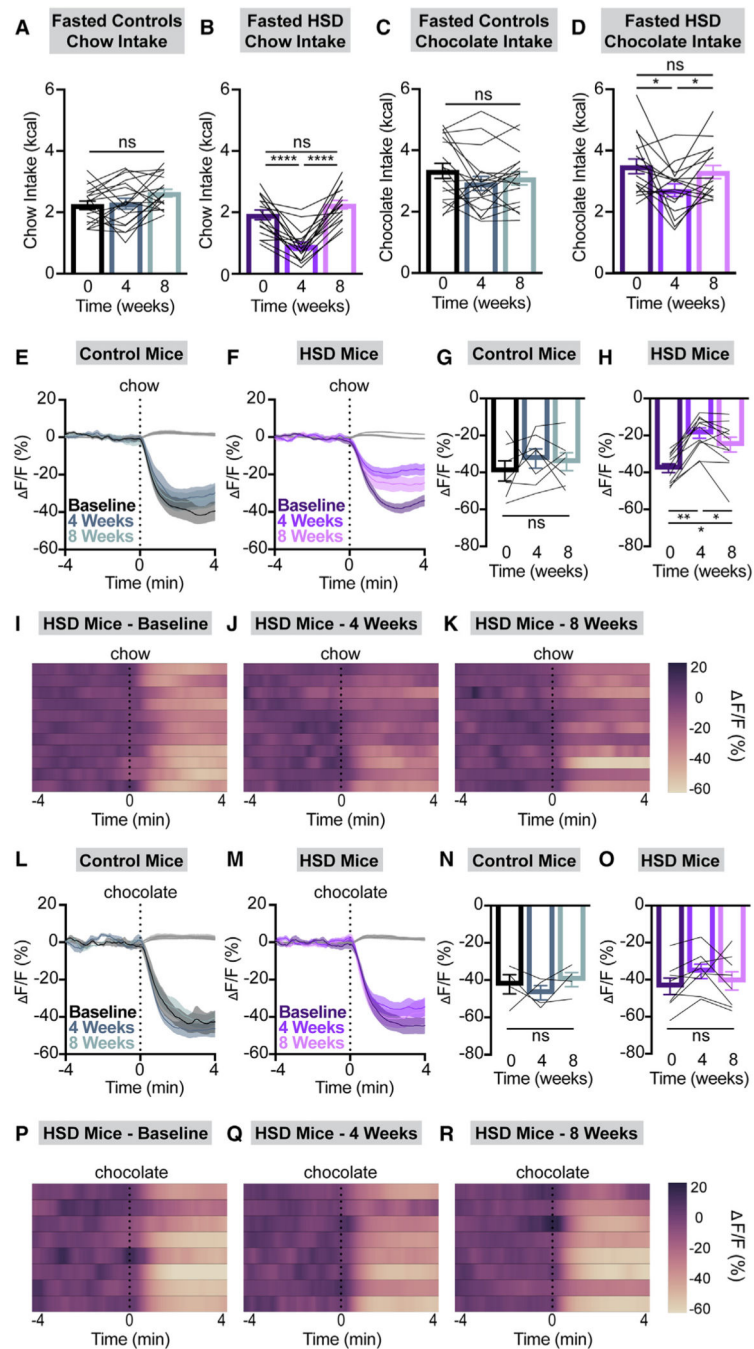 A Fasted Controls Chow Intake
Chow Intake (kcal)
6
4
2
0
ns
0 4 8
Time (weeks)
B Fasted HSD Chow Intake
Chow Intake (kcal)
6
4
2
0
ns
**** ****
0 4 8
Time (weeks)
C Fasted Controls Chocolate Intake
Chocolate Intake (kcal)
6
4
2
0
ns
0 4 8
Time (weeks)
D Fasted HSD Chocolate Intake
Chocolate Intake (kcal)
6
4
2
0
ns
* *
0 4 8
Time (weeks)
E Control Mice
chow
ΔF/F (%)
20
0
-20
-40
-60
Baseline
4 Weeks
8 Weeks
-4 0 4
Time (min)
F HSD Mice
chow
ΔF/F (%)
20
0
-20
-40
-60
Baseline
4 Weeks
8 Weeks
-4 0 4
Time (min)
G Control Mice
ΔF/F (%)
0
-20
-40
-60
-80
ns
0 4 8
Time (weeks)
H HSD Mice
ΔF/F (%)
0
-20
-40
-60
-80
** *
*
0 4 8
Time (weeks)
I HSD Mice - Baseline
chow
-4 0 4
Time (min)
J HSD Mice - 4 Weeks
chow
-4 0 4
Time (min)
K HSD Mice - 8 Weeks
chow
-4 0 4
Time (min)
20
0
-20
-40
-60
ΔF/F (%)
L Control Mice
chocolate
ΔF/F (%)
20
0
-20
-40
-60
Baseline
4 Weeks
8 Weeks
-4 0 4
Time (min)
M HSD Mice
chocolate
ΔF/F (%)
20
0
-20
-40
-60
Baseline
4 Weeks
8 Weeks
-4 0 4
Time (min)
N Control Mice
ΔF/F (%)
0
-20
-40
-60
-80
ns
0 4 8
Time (weeks)
O HSD Mice
ΔF/F (%)
0
-20
-40
-60
-80
ns
0 4 8
Time (weeks)
P HSD Mice - Baseline
chocolate
-4 0 4
Time (min)
Q HSD Mice - 4 Weeks
chocolate
-4 0 4
Time (min)
R HSD Mice - 8 Weeks
chocolate
-4 0 4
Time (min)
20
0
-20
-40
-60
ΔF/F (%)